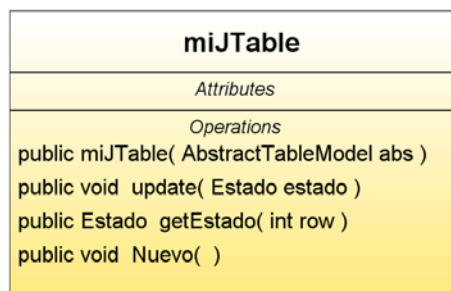 miJTable
Attributes
Operations
public miJTable( AbstractTableModel abs )
public void  update( Estado estado )
public Estado  getEstado( int row )
public void  Nuevo(  )